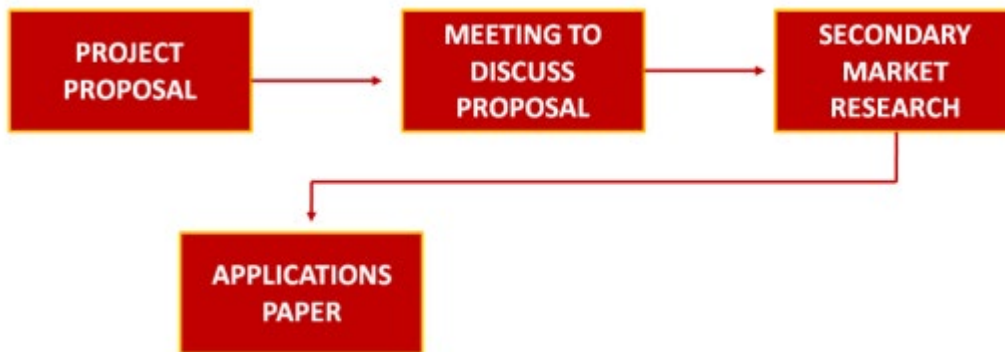 PROJECT
PROPOSAL
MEETING TO
DISCUSS
PROPOSAL
SECONDARY
MARKET
RESEARCH
APPLICATIONS
PAPER